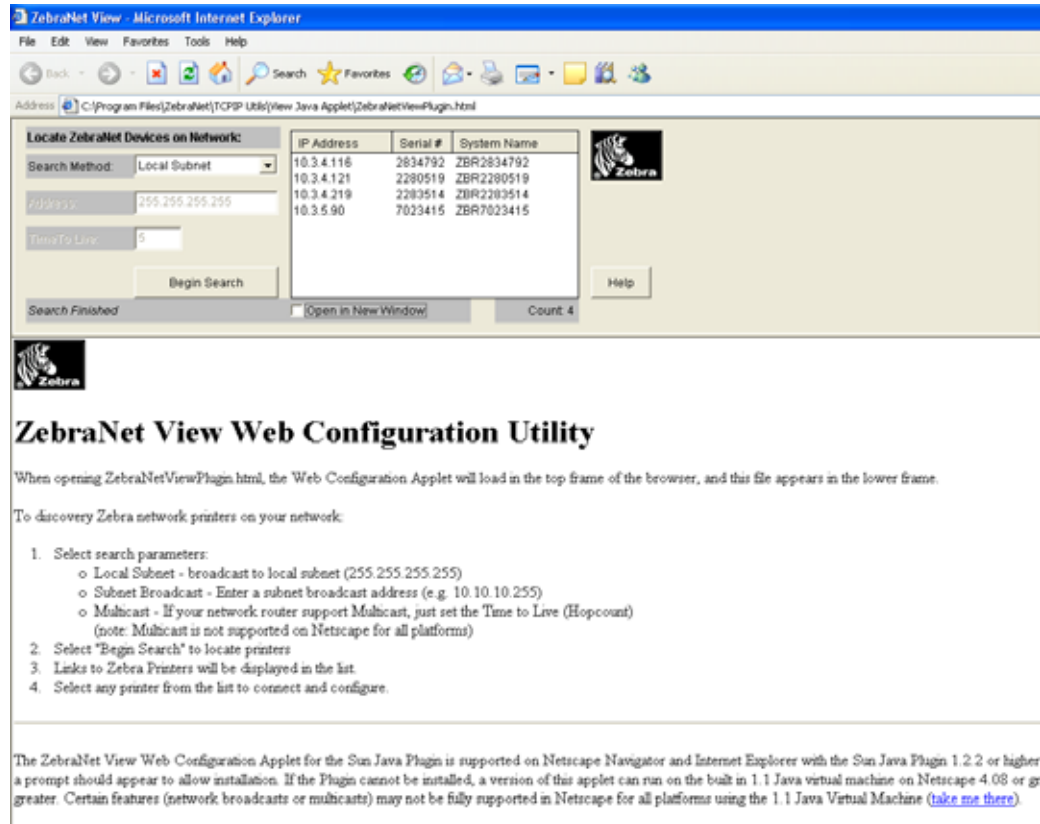 ZebraNet View - Microsoft Internet Explorer
File Edit View Favorites Tools Help
Back Search Favorites
Address C:\Program Files\ZebraNet\TCPIP Utils\View Java Applet\ZebraNetViewPlugin.html
Locate ZebraNet Devices on Network:
Search Method: Local Subnet
Address: 255.255.255.255
Time To Live: 5
Begin Search
Search Finished
IP Address Serial # System Name
10.3.4.116 2834792 ZBR2834792
10.3.4.121 2280519 ZBR2280519
10.3.4.219 2283514 ZBR2283514
10.3.5.90 7023415 ZBR7023415
Open in New Window Count: 4
Zebra
Help
Zebra
ZebraNet View Web Configuration Utility
When opening ZebraNetViewPlugin.html, the Web Configuration Applet will load in the top frame of the browser, and this file appears in the lower frame.
To discovery Zebra network printers on your network:
1. Select search parameters:
o Local Subnet - broadcast to local subnet (255.255.255.255)
o Subnet Broadcast - Enter a subnet broadcast address (e.g. 10.10.10.255)
o Multicast - If your network router support Multicast, just set the Time to Live (Hopcount)
(note: Multicast is not supported on Netscape for all platforms)
2. Select "Begin Search" to locate printers
3. Links to Zebra Printers will be displayed in the list.
4. Select any printer from the list to connect and configure.
The ZebraNet View Web Configuration Applet for the Sun Java Plugin is supported on Netscape Navigator and Internet Explorer with the Sun Java Plugin 1.2.2 or higher
a prompt should appear to allow installation. If the Plugin cannot be installed, a version of this applet can run on the built in 1.1 Java virtual machine on Netscape 4.08 or
greater. Certain features (network broadcasts or multicasts) may not be fully supported in Netscape for all platforms using the 1.1 Java Virtual Machine (take me there).